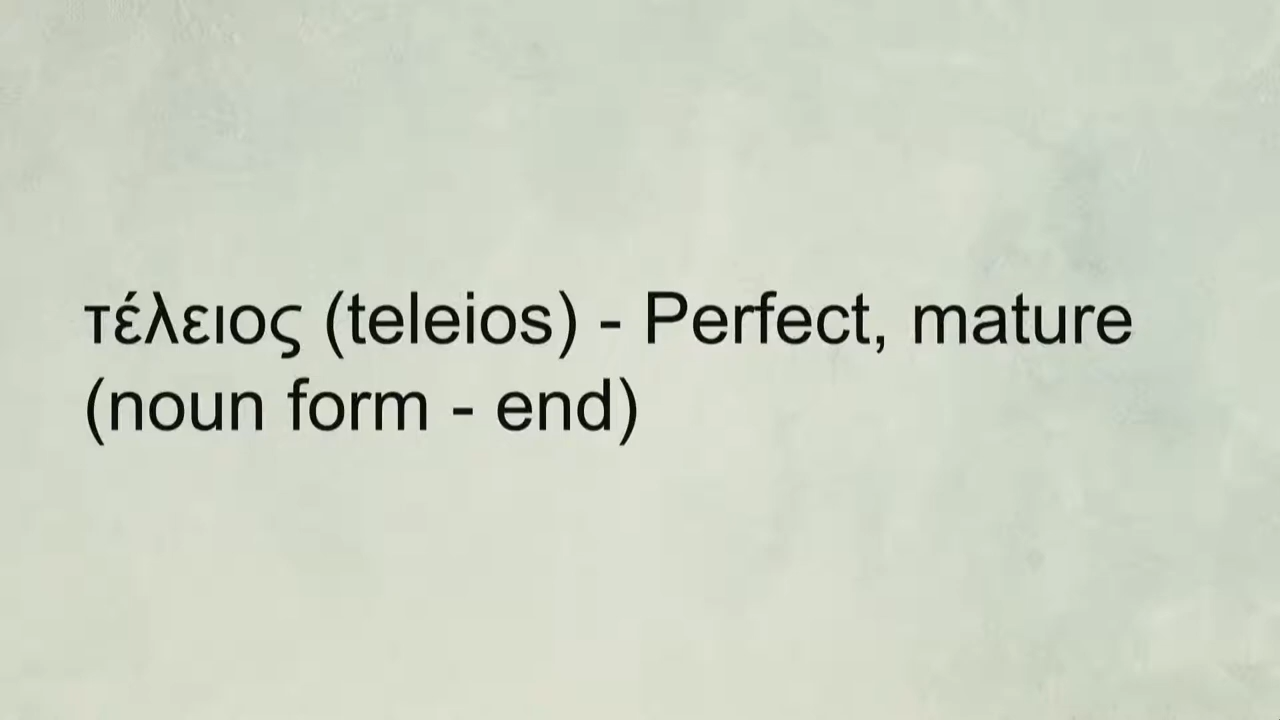 τέλειος (teleios) - Perfect, mature
(noun form - end)